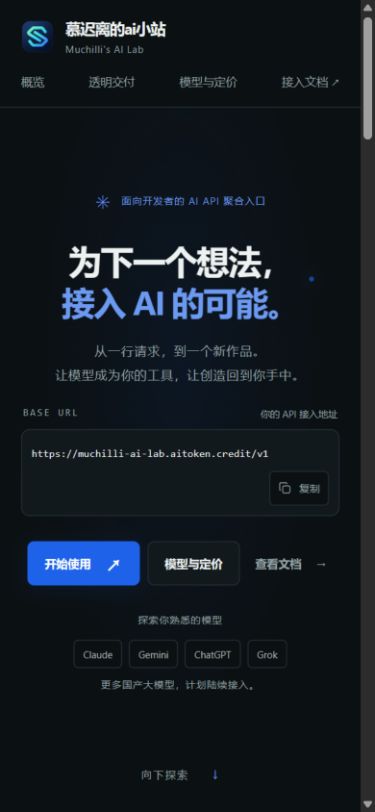 慕迟离的ai小站
Muchilli's AI Lab
概览 透明交付 模型与定价 接入文档 ↗
面向开发者的 AI API 聚合入口
为下一个想法，
接入 AI 的可能。
从一行请求，到一个新作品。
让模型成为你的工具，让创造回到你手中。
BASE URL 你的 API 接入地址
https://muchilli-ai-lab.aitoken.credit/v1
复制
开始使用 ↗ 模型与定价 查看文档 →
探索你熟悉的模型
Claude Gemini ChatGPT Grok
更多国产大模型，计划陆续接入。
向下探索 ↓